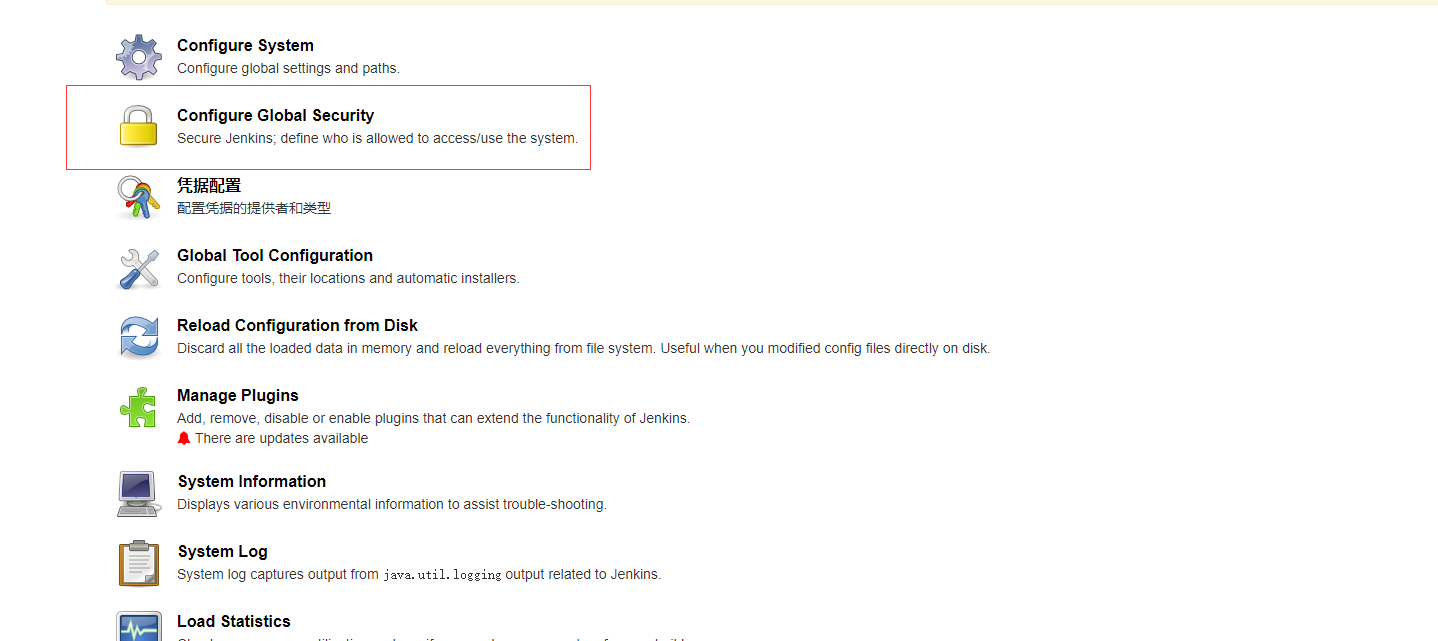 Configure System
Configure global settings and paths.
Configure Global Security
Secure Jenkins; define who is allowed to access/use the system.
凭据配置
配置凭据的提供者和类型
Global Tool Configuration
Configure tools, their locations and automatic installers.
Reload Configuration from Disk
Discard all the loaded data in memory and reload everything from file system. Useful when you modified config files directly on disk.
Manage Plugins
Add, remove, disable or enable plugins that can extend the functionality of Jenkins.
There are updates available
System Information
Displays various environmental information to assist trouble-shooting.
System Log
System log captures output from java.util.logging output related to Jenkins.
Load Statistics